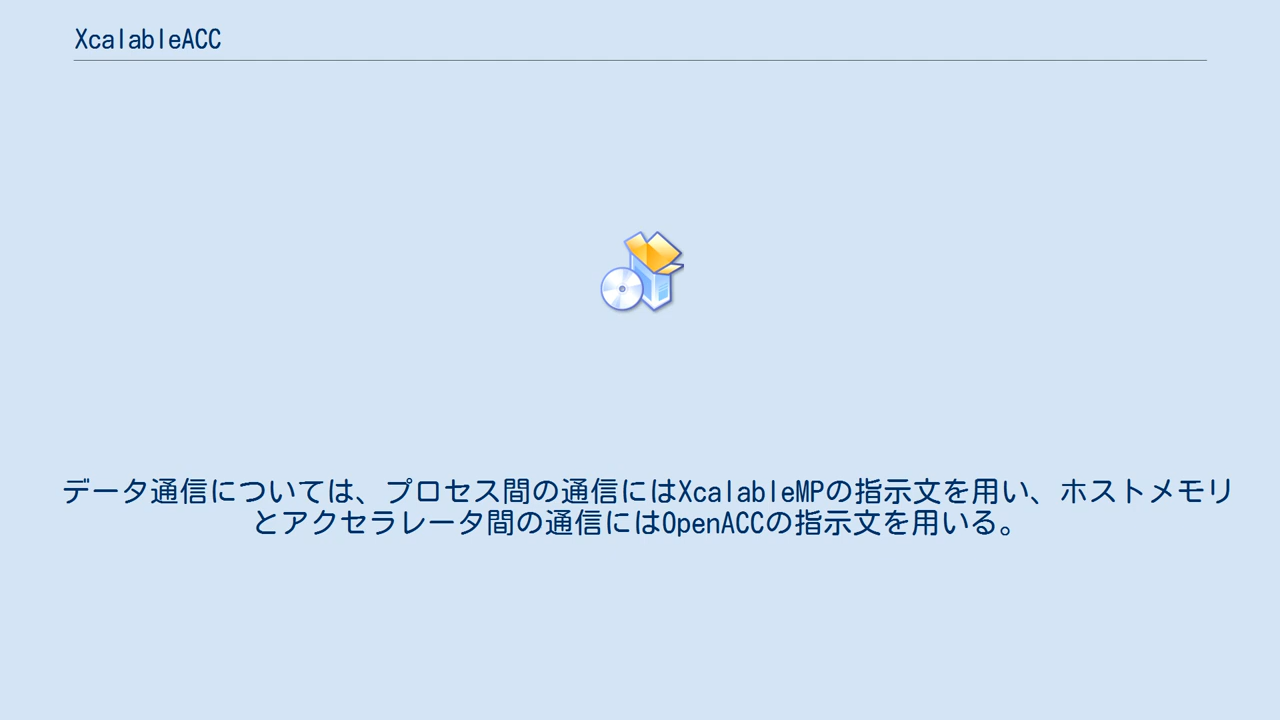 XcalableACC
データ通信については、プロセス間の通信にはXcalableMPの指示文を用い、ホストメモリ
とアクセラレータ間の通信にはOpenACCの指示文を用いる。